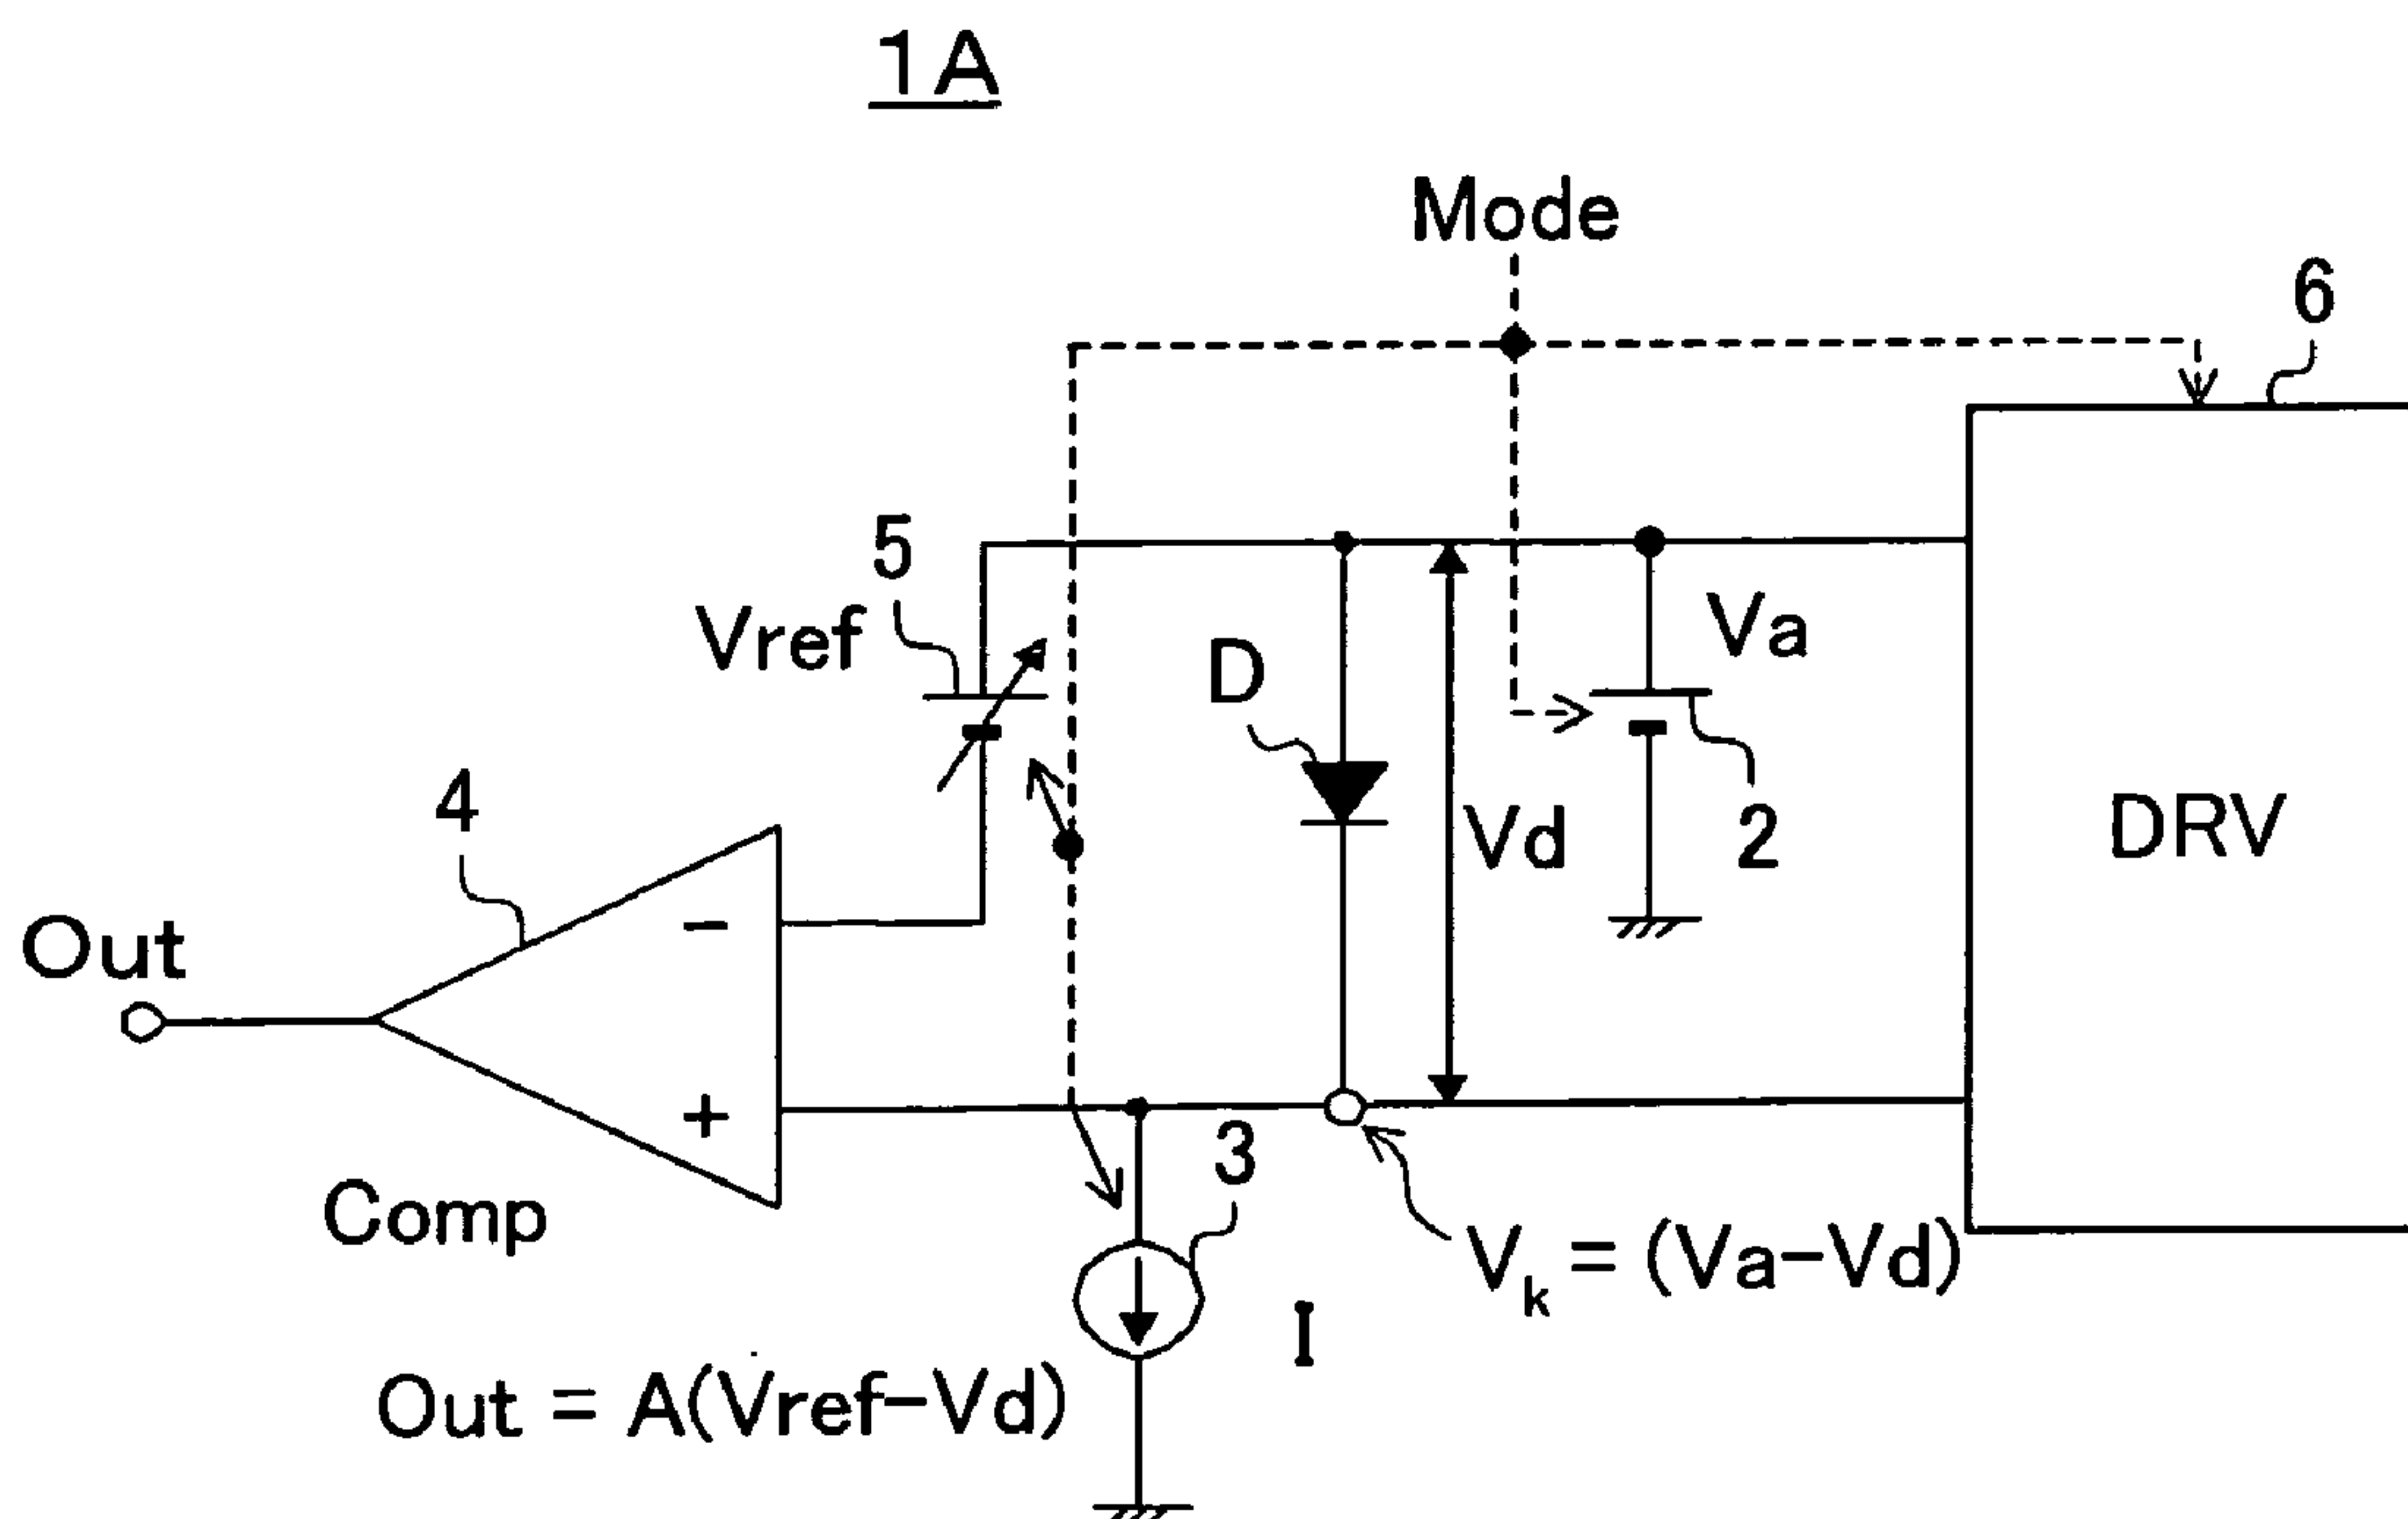 1A
Mode
6
5
Vref
Va
D
4
Vd
2
DRV
-
Out
+
3
Comp
Vk = (Va-Vd)
I
Out = A(Vref-Vd)